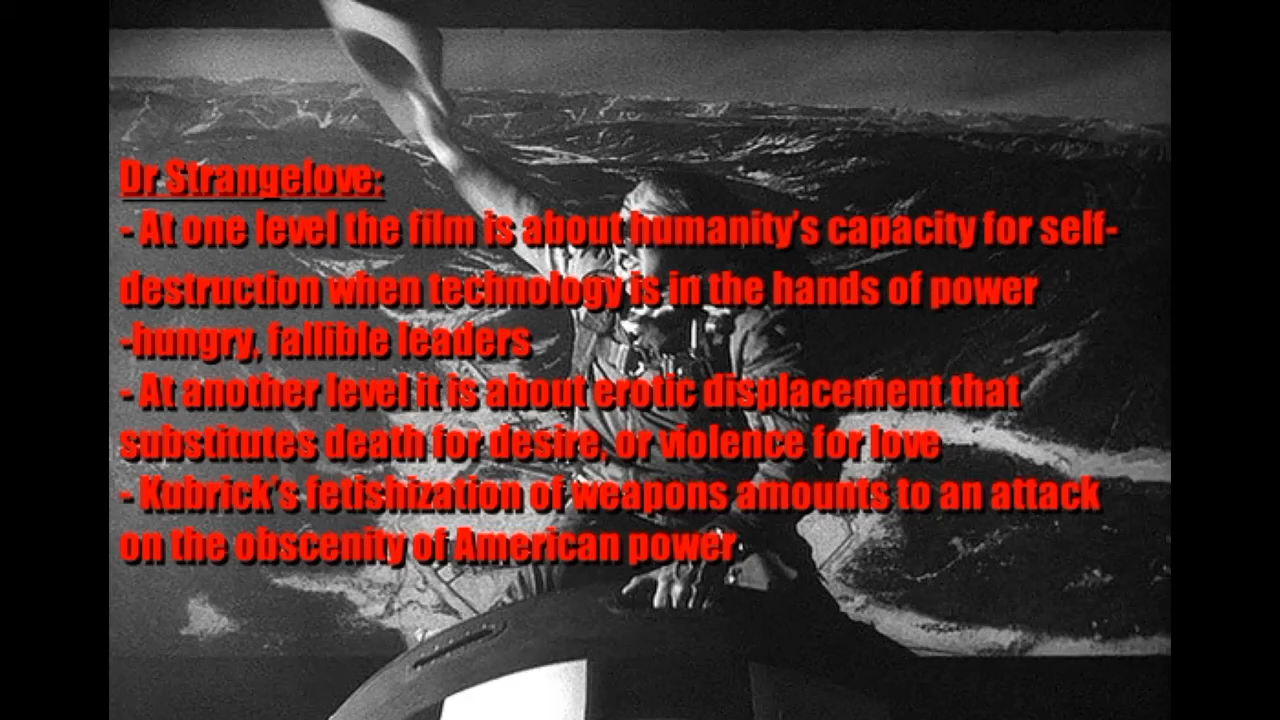 Dr Strangelove:
- At one level the film is about humanity's capacity for self-
destruction when technology is in the hands of power
-hungry, fallible leaders
- At another level it is about erotic displacement that
substitutes death for desire, or violence for love
- Kubrick's fetishization of weapons amounts to an attack
on the obscenity of American power